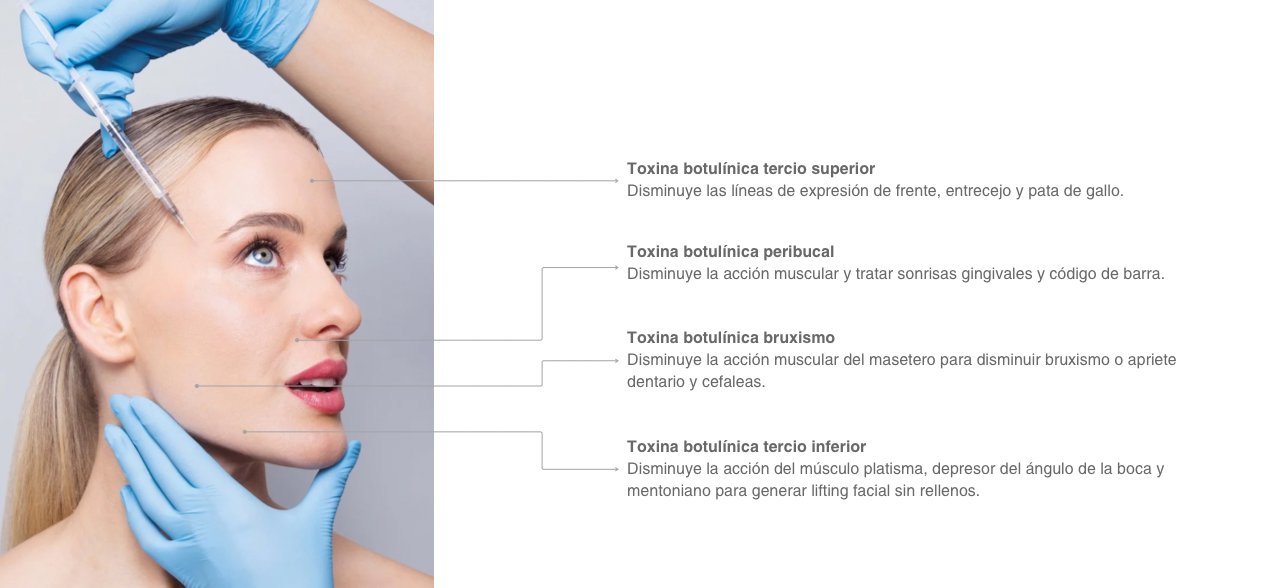 Toxina botulínica tercio superior
Disminuye las líneas de expresión de frente, entrecejo y pata de gallo.
Toxina botulínica peribucal
Disminuye la acción muscular y tratar sonrisas gingivales y código de barra.
Toxina botulínica bruxismo
Disminuye la acción muscular del masetero para disminuir bruxismo o apriete
dentario y cefaleas.
Toxina botulínica tercio inferior
Disminuye la acción del músculo platisma, depresor del ángulo de la boca y
mentoniano para generar lifting facial sin rellenos.